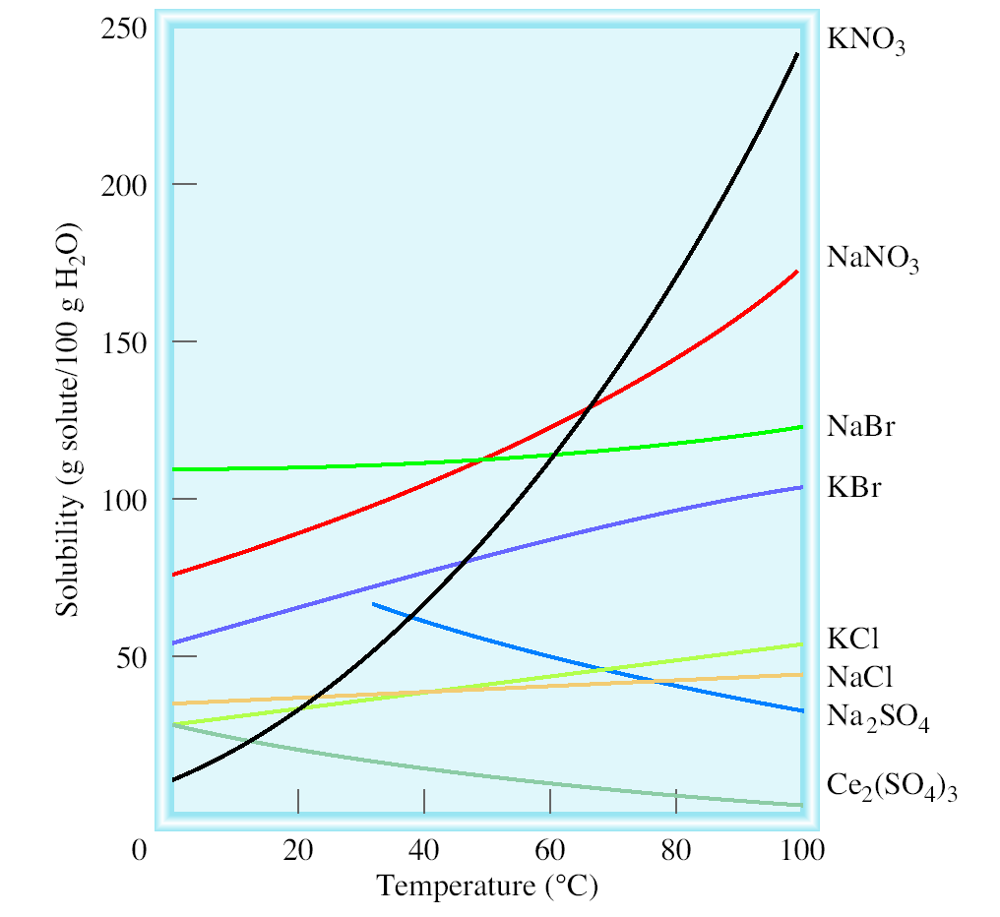 250
KNO₃
200
NaNO₃
Solubility (g solute/100 g H₂O)
150
NaBr
100
KBr
50
KCl
NaCl
Na₂SO₄
Ce₂(SO₄)₃
0 20 40 60 80 100
Temperature (°C)